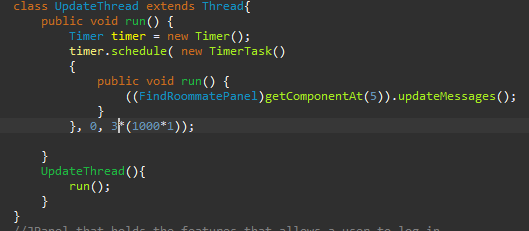 class UpdateThread extends Thread{
    public void run() {
        Timer timer = new Timer();
        timer.schedule( new TimerTask()
        {
            public void run() {
                ((FindRoommatePanel)getComponentAt(5)).updateMessages();
            }
        }, 0, 3*(1000*1));

    }
    UpdateThread(){
        run();
    }
}
//JPanel that holds the features that allows a user to log in